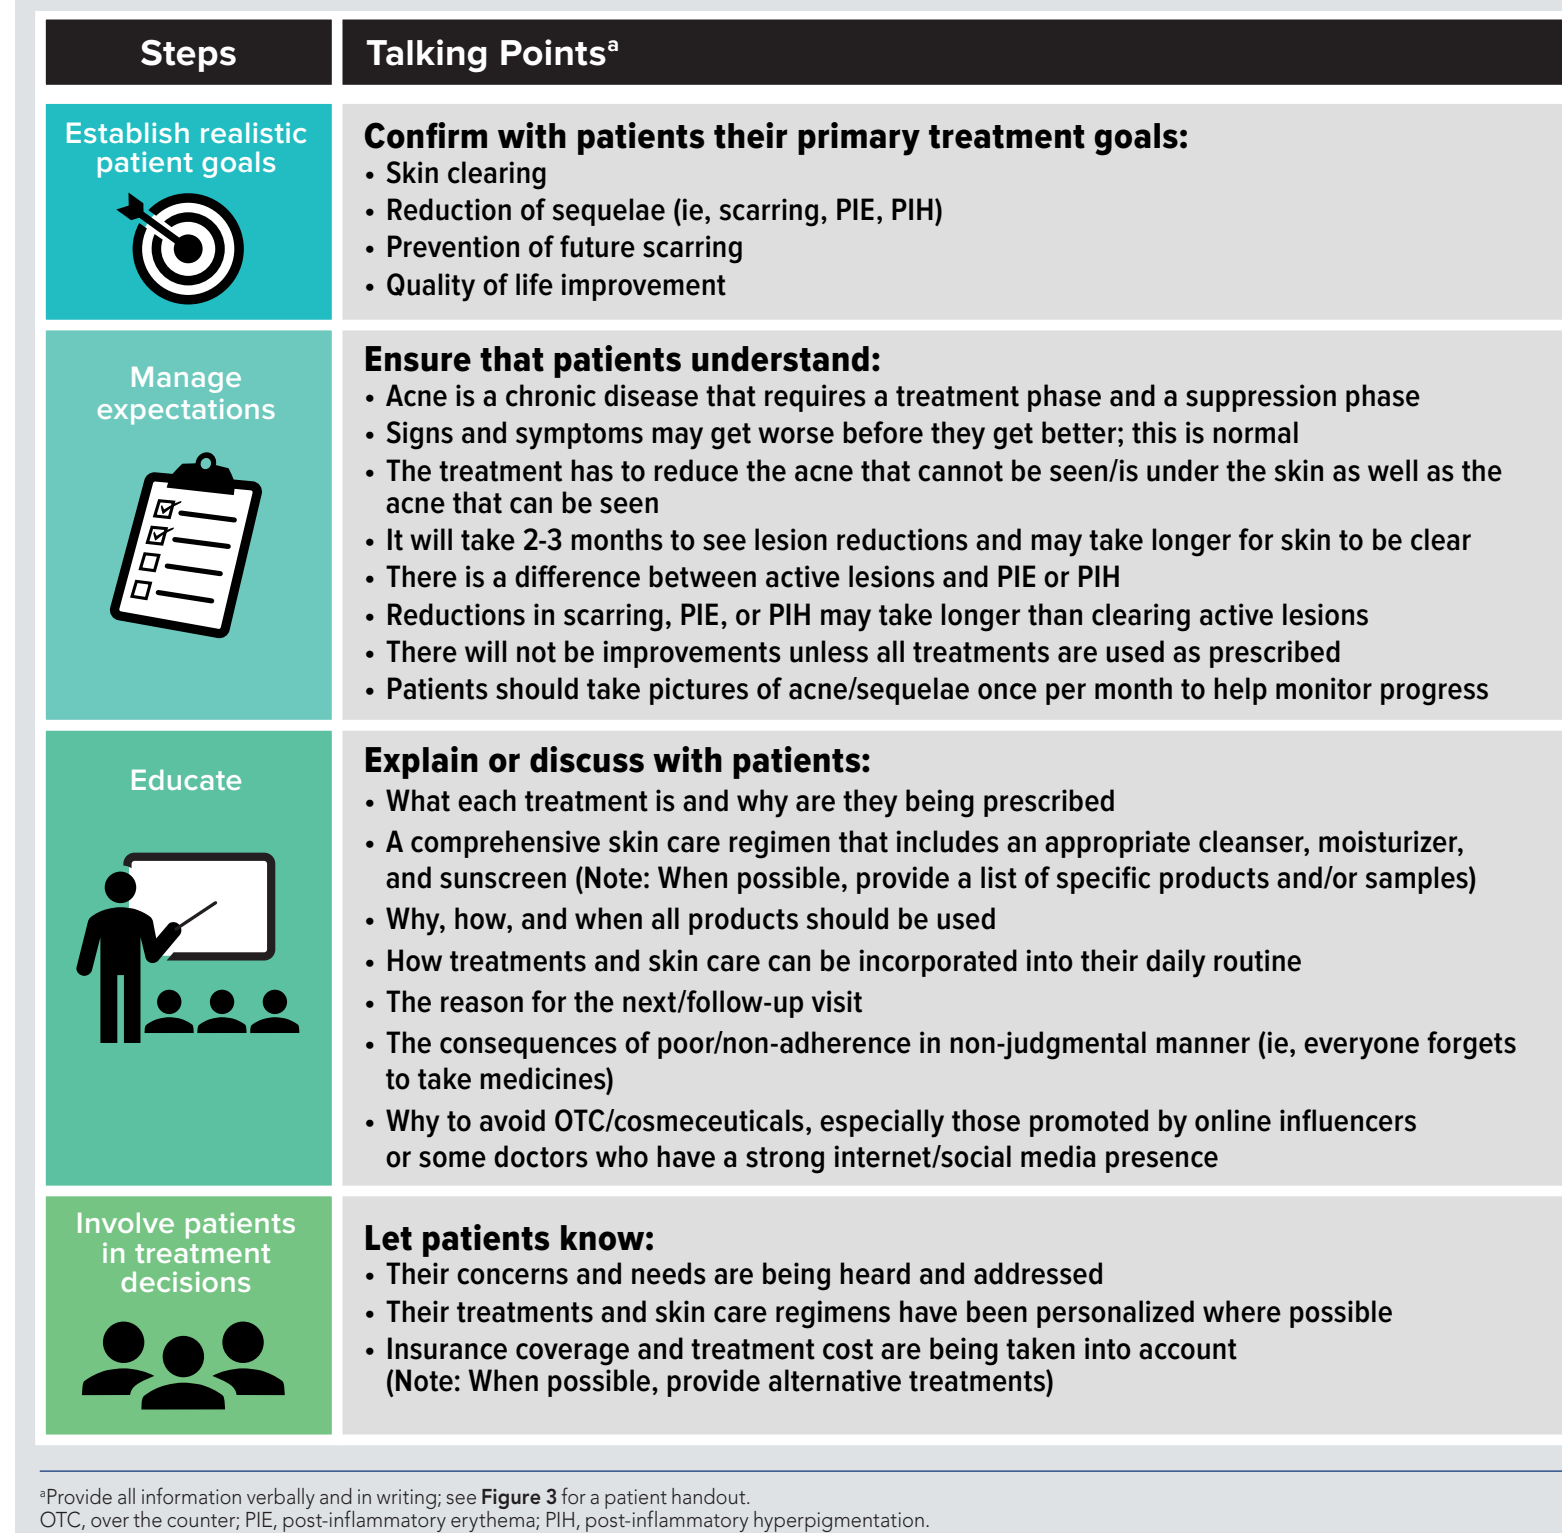 Steps
Talking Pointsᵃ
Establish realistic
patient goals
Confirm with patients their primary treatment goals:
• Skin clearing
• Reduction of sequelae (ie, scarring, PIE, PIH)
• Prevention of future scarring
• Quality of life improvement
Manage
expectations
Ensure that patients understand:
• Acne is a chronic disease that requires a treatment phase and a suppression phase
• Signs and symptoms may get worse before they get better; this is normal
• The treatment has to reduce the acne that cannot be seen/is under the skin as well as the
acne that can be seen
• It will take 2-3 months to see lesion reductions and may take longer for skin to be clear
• There is a difference between active lesions and PIE or PIH
• Reductions in scarring, PIE, or PIH may take longer than clearing active lesions
• There will not be improvements unless all treatments are used as prescribed
• Patients should take pictures of acne/sequelae once per month to help monitor progress
Educate
Explain or discuss with patients:
• What each treatment is and why are they being prescribed
• A comprehensive skin care regimen that includes an appropriate cleanser, moisturizer,
and sunscreen (Note: When possible, provide a list of specific products and/or samples)
• Why, how, and when all products should be used
• How treatments and skin care can be incorporated into their daily routine
• The reason for the next/follow-up visit
• The consequences of poor/non-adherence in non-judgmental manner (ie, everyone forgets
to take medicines)
• Why to avoid OTC/cosmeceuticals, especially those promoted by online influencers
or some doctors who have a strong internet/social media presence
Involve patients
in treatment
decisions
Let patients know:
• Their concerns and needs are being heard and addressed
• Their treatments and skin care regimens have been personalized where possible
• Insurance coverage and treatment cost are being taken into account
(Note: When possible, provide alternative treatments)
ᵃProvide all information verbally and in writing; see Figure 3 for a patient handout.
OTC, over the counter; PIE, post-inflammatory erythema; PIH, post-inflammatory hyperpigmentation.